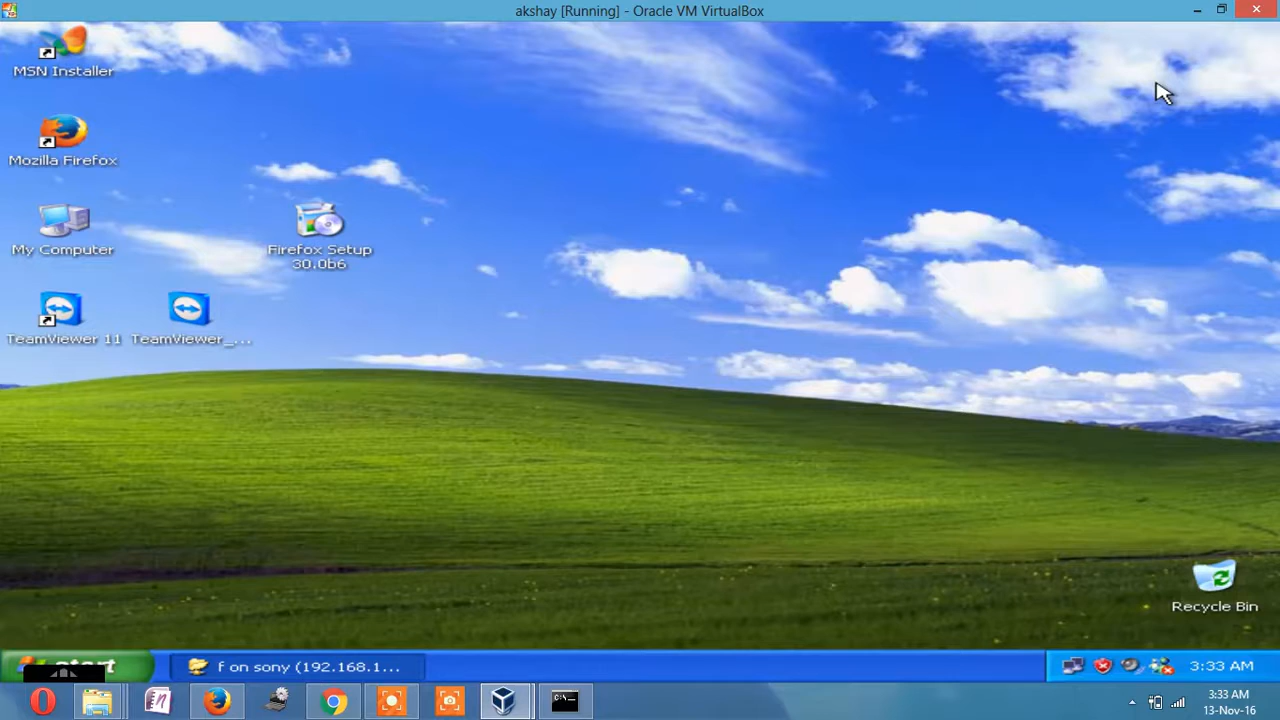 akshay [Running] - Oracle VM VirtualBox
MSN Installer
Mozilla Firefox
My Computer
Firefox Setup
30.0b6
TeamViewer 11
TeamViewer_...
Recycle Bin
start
f on sony (192.168.1...
3:33 AM
C:\
3:33 AM
13-Nov-16